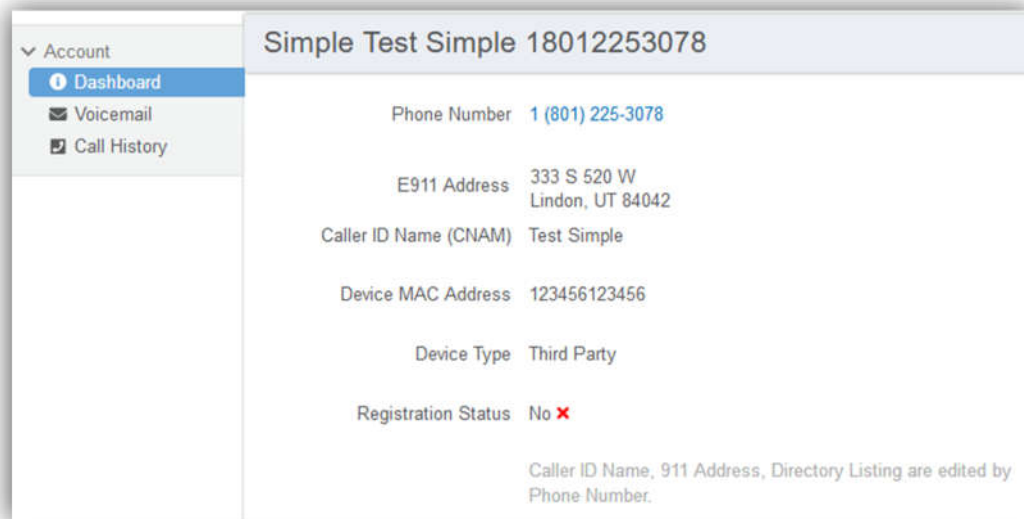 Account
Dashboard
Voicemail
Call History
Simple Test Simple 18012253078
Phone Number 1 (801) 225-3078
E911 Address 333 S 520 W
Lindon, UT 84042
Caller ID Name (CNAM) Test Simple
Device MAC Address 123456123456
Device Type Third Party
Registration Status No
Caller ID Name, 911 Address, Directory Listing are edited by
Phone Number.